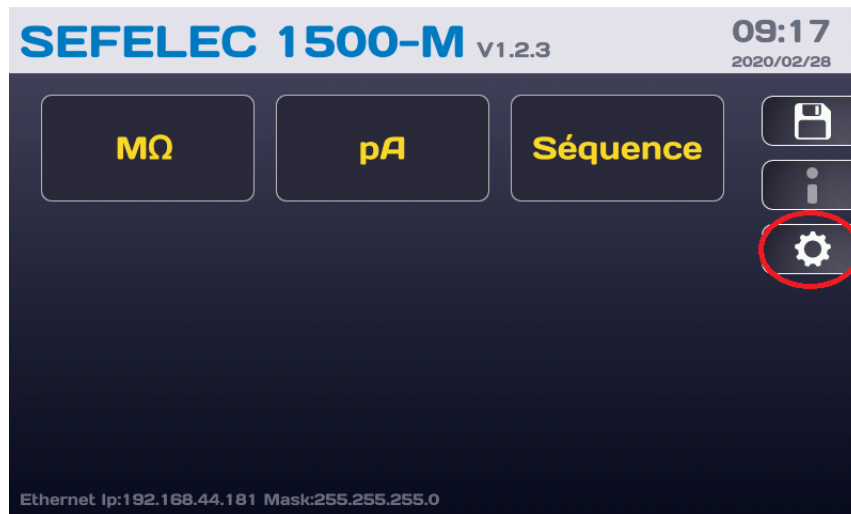 SEFELEC 1500-M V1.2.3
09:17
2020/02/28
MΩ
pA
Séquence
Ethernet Ip:192.168.44.181 Mask:255.255.255.0